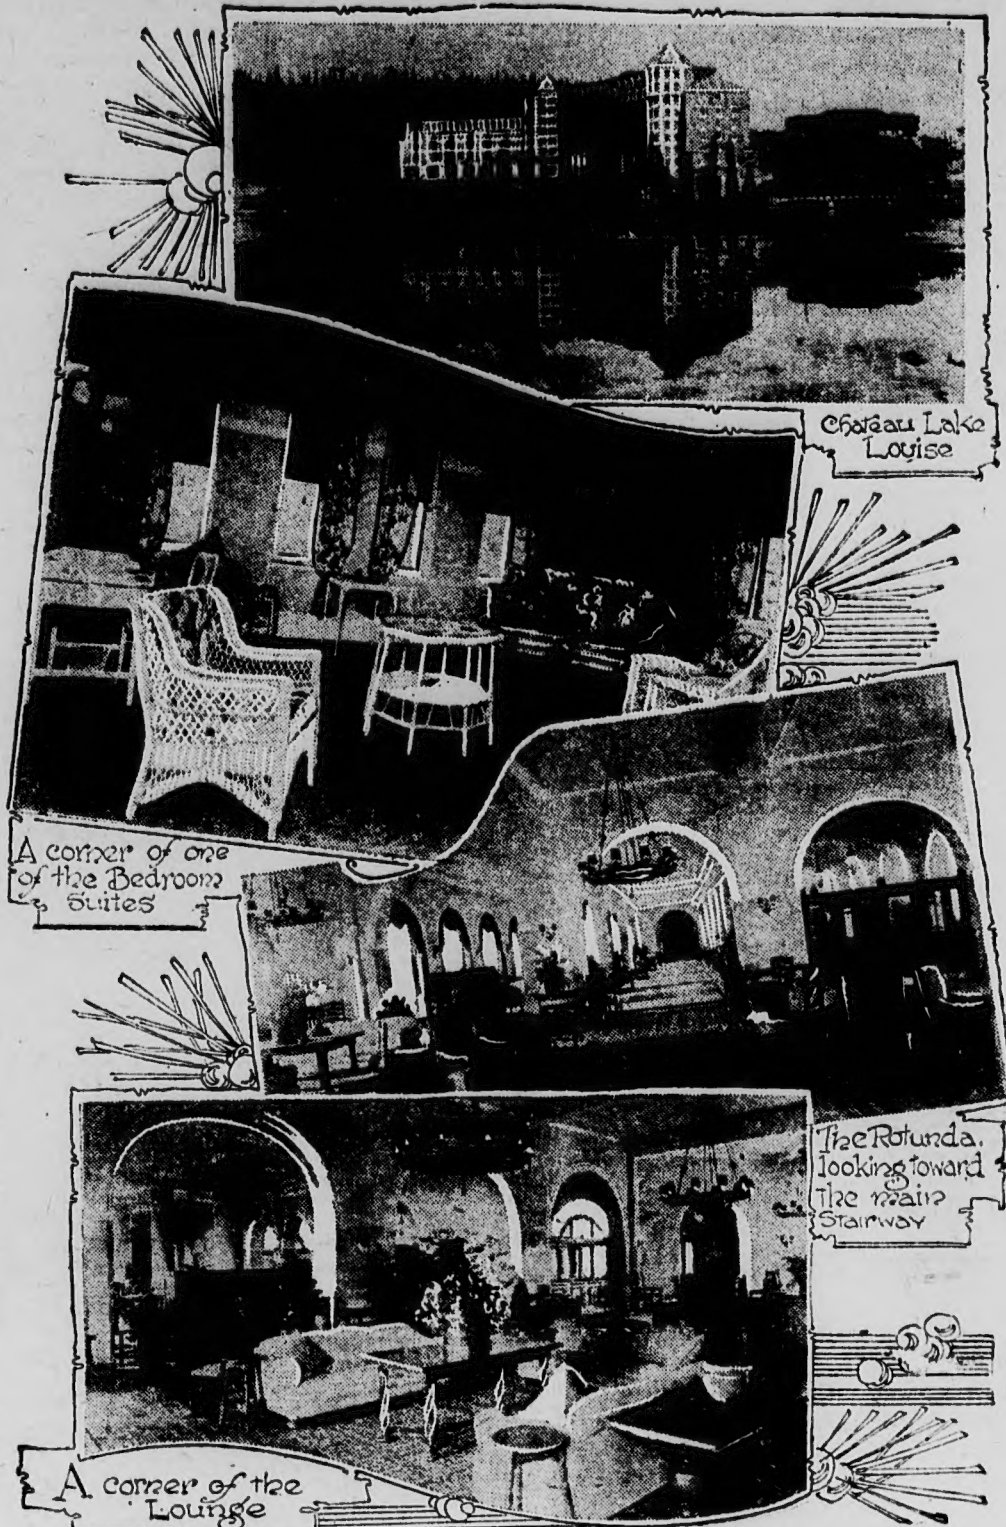 Chateau Lake
Louise
A corner of one
of the Bedroom
Suites
The Rotunda,
looking toward
the main
Stairway
A corner of the
Lounge